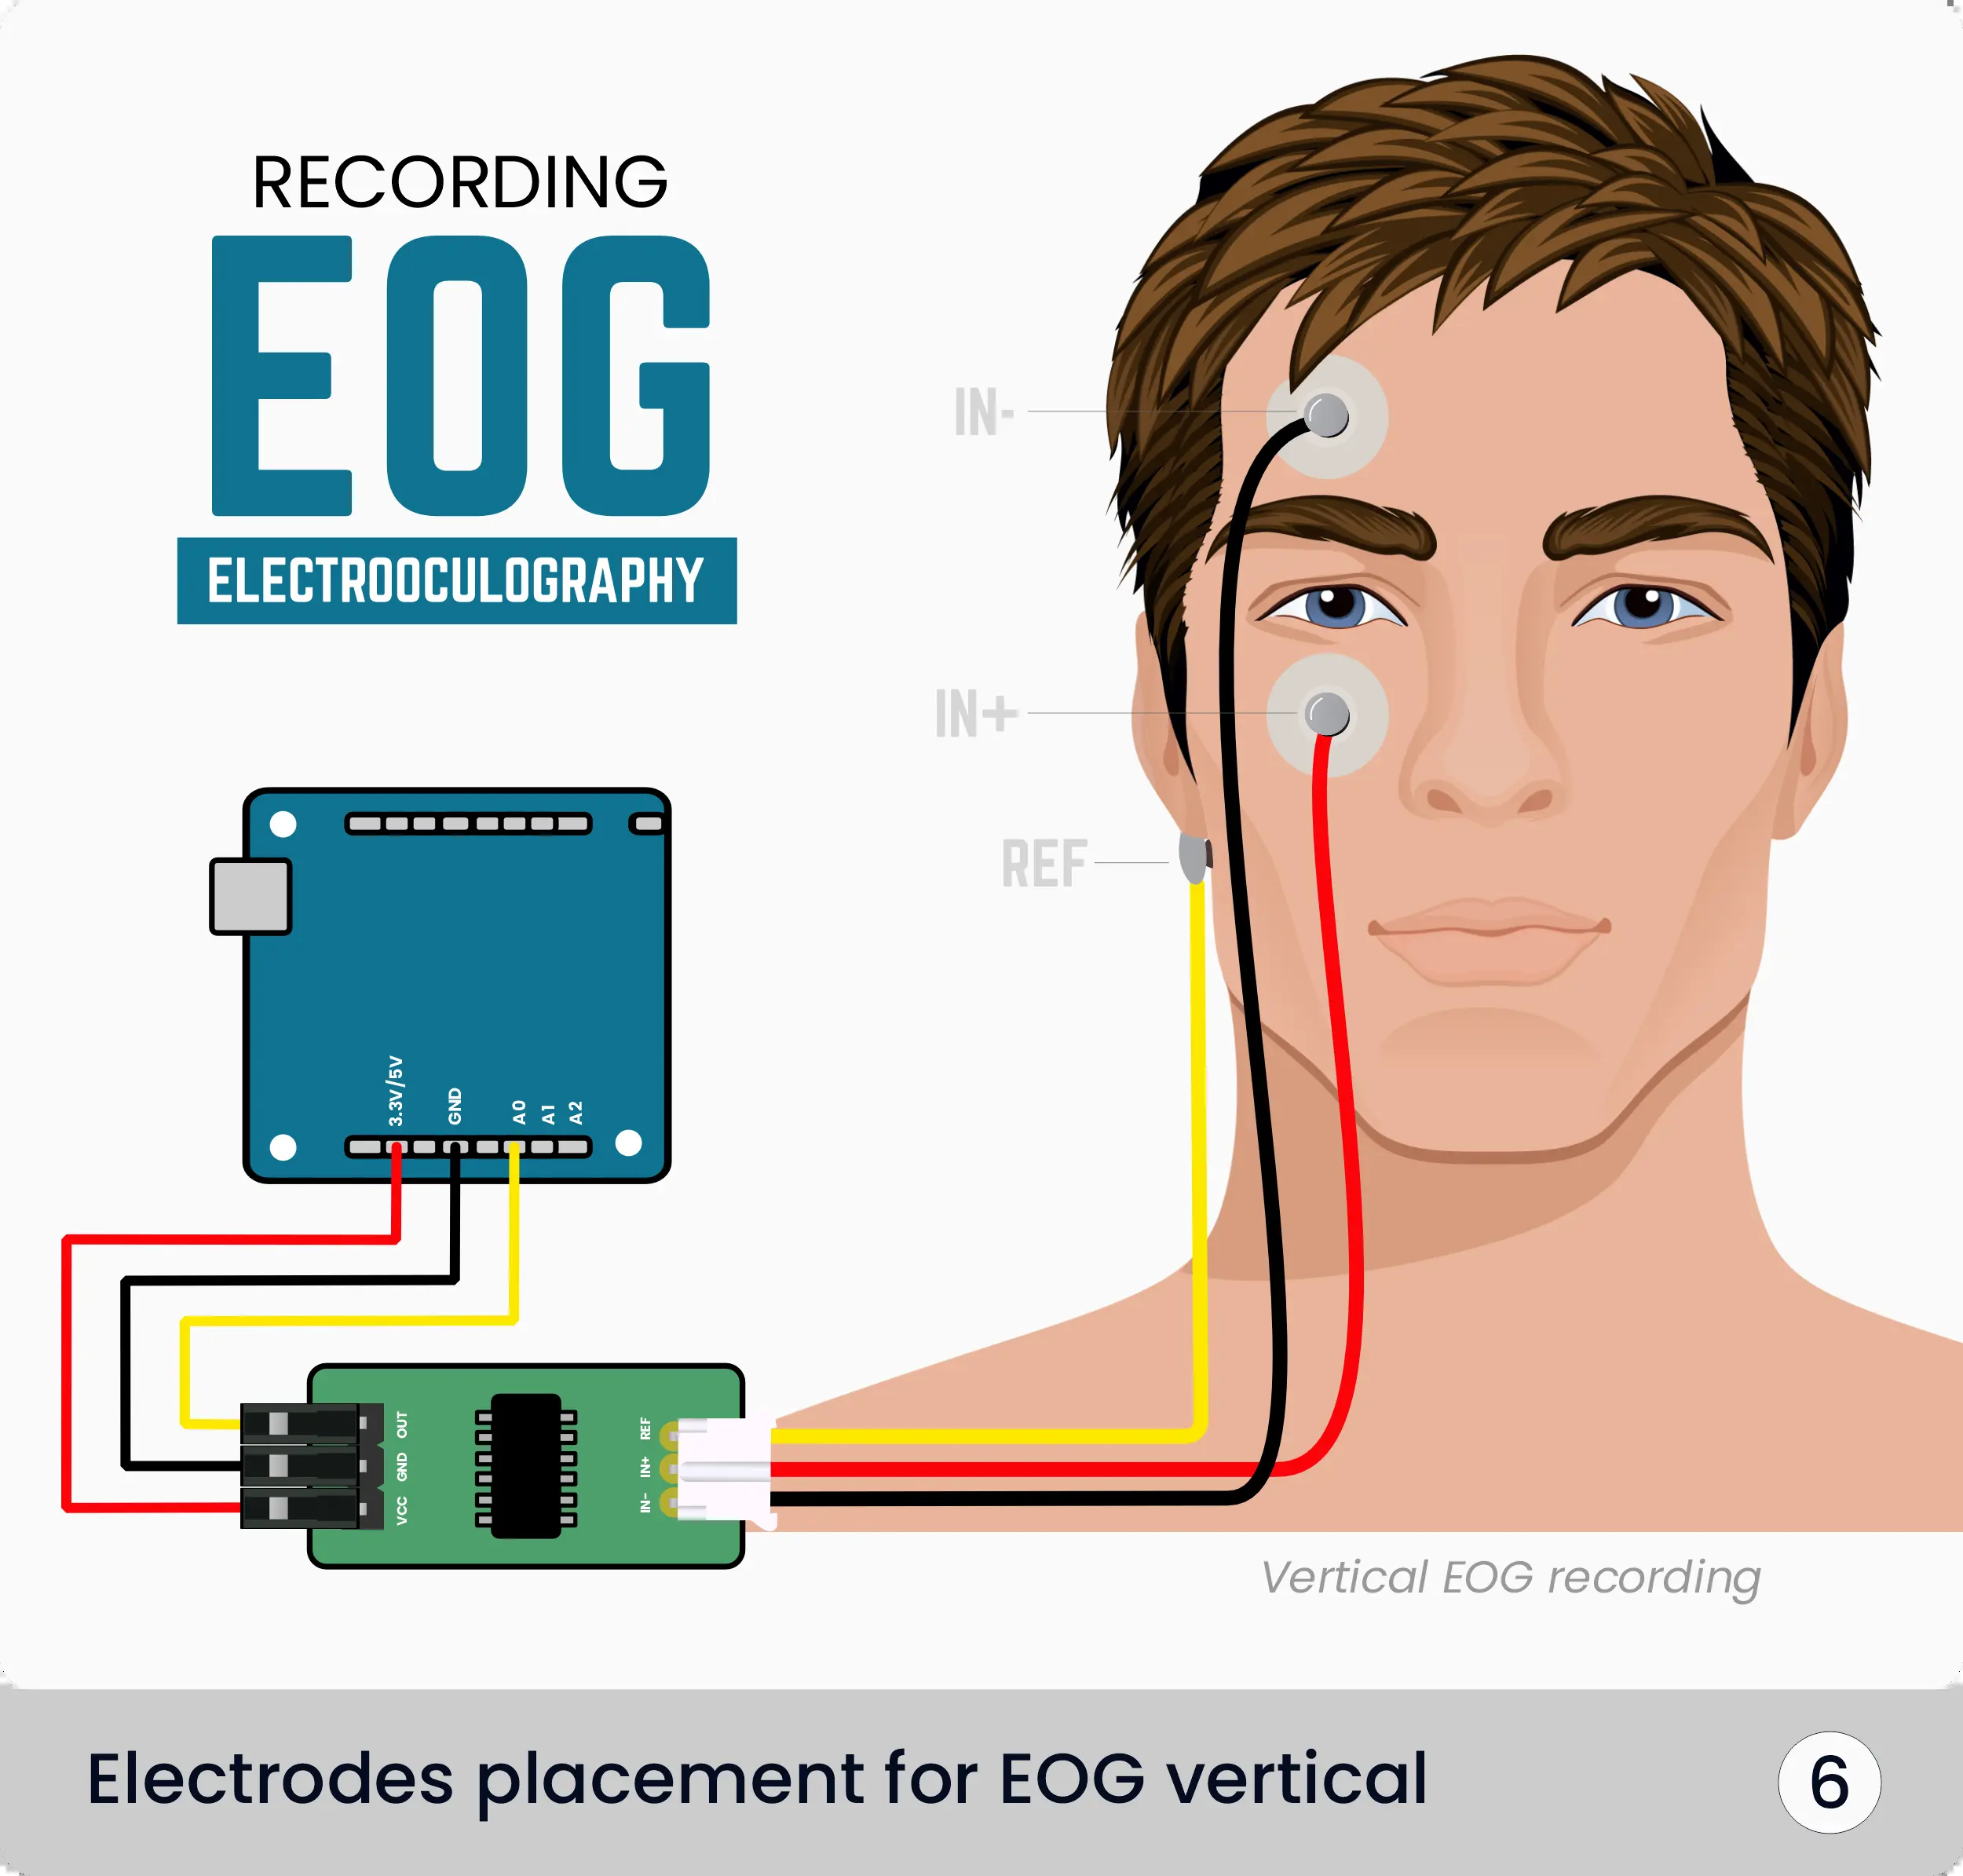 RECORDING
EOG
ELECTROOCULOGRAPHY
IN-
IN+
REF
3.3V/5V
GND
A0
A1
A2
OUT
GND
VCC
REF
IN+
IN-
Vertical EOG recording
Electrodes placement for EOG vertical
6